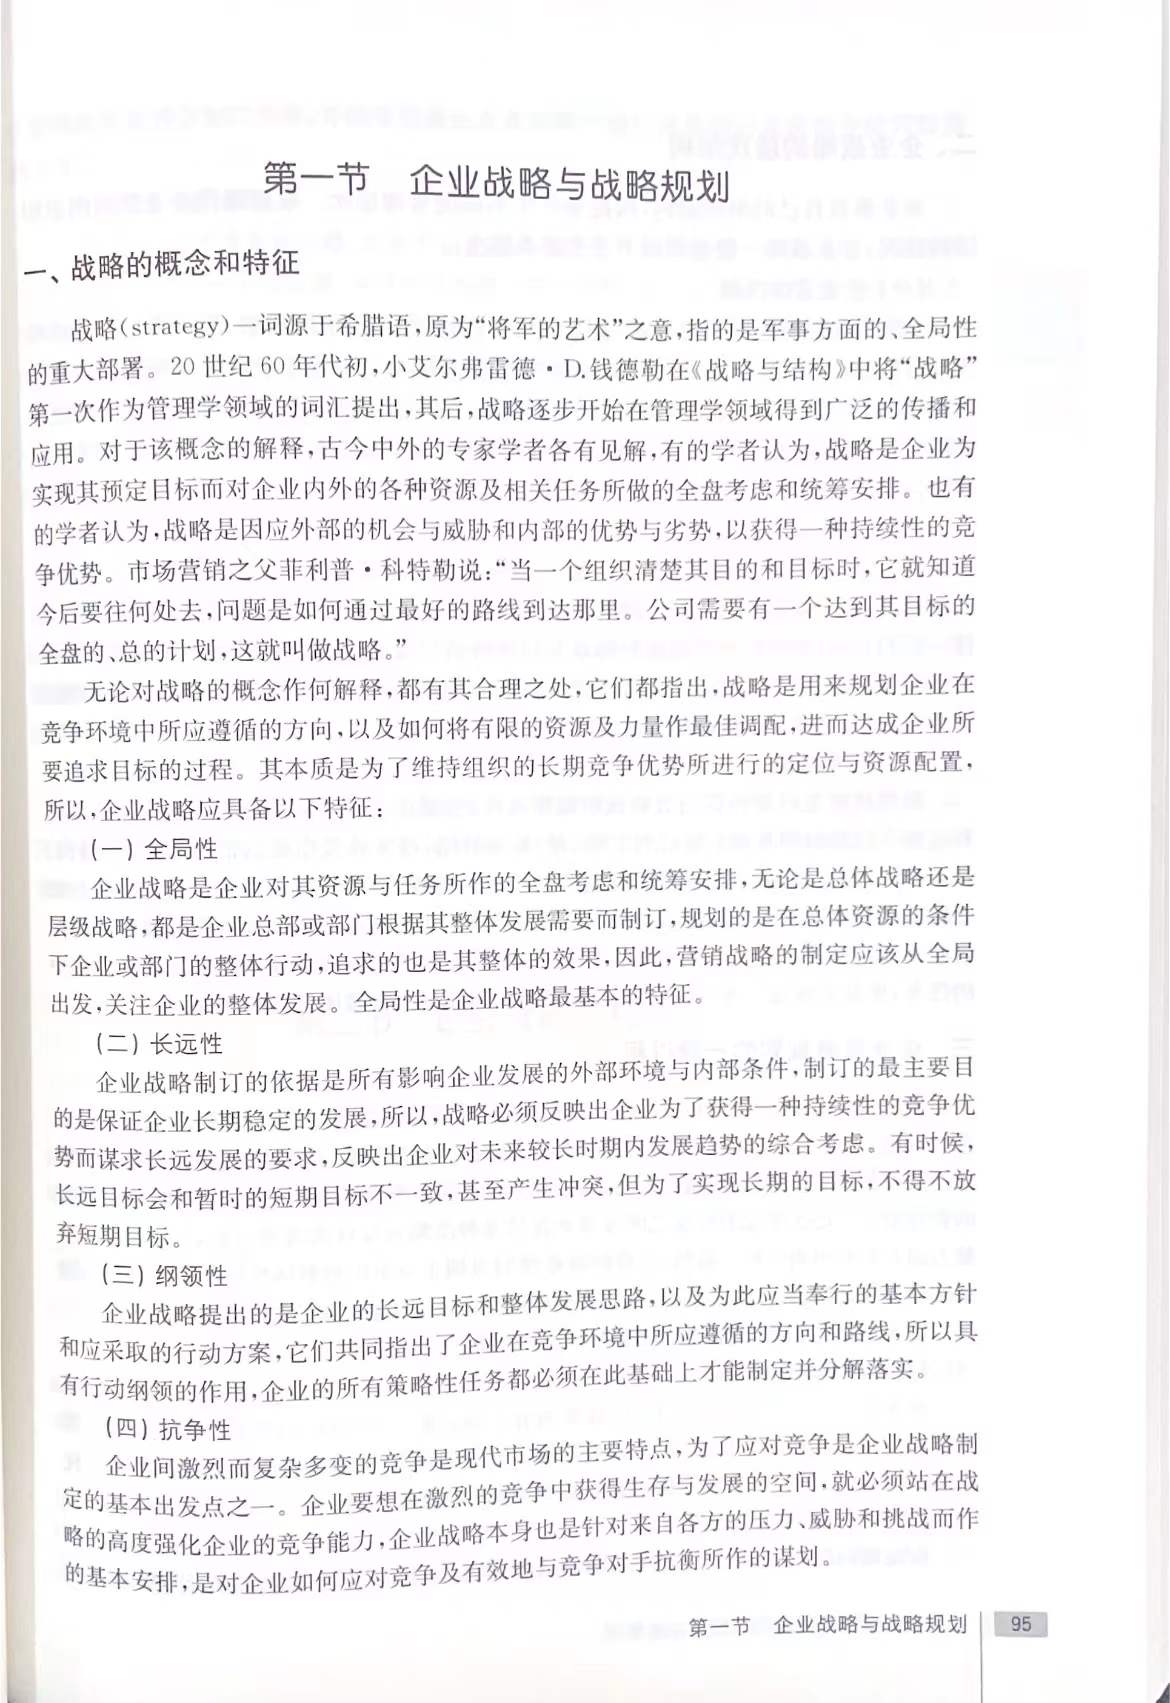 第一节 企业战略与战略规划
一、战略的概念和特征
战略(strategy)一词源于希腊语,原为“将军的艺术”之意,指的是军事方面的、全局性
的重大部署。20世纪60年代初,小艾尔弗雷德·D.钱德勒在《战略与结构》中将“战略”
第一次作为管理学领域的词汇提出,其后,战略逐步开始在管理学领域得到广泛的传播和
应用。对于该概念的解释,古今中外的专家学者各有见解,有的学者认为,战略是企业为
实现其预定目标而对企业内外的各种资源及相关任务所做的全盘考虑和统筹安排。也有
的学者认为,战略是因应外部的机会与威胁和内部的优势与劣势,以获得一种持续性的竞
争优势。市场营销之父菲利普·科特勒说:“当一个组织清楚其目的和目标时,它就知道
今后要往何处去,问题是如何通过最好的路线到达那里。公司需要有一个达到其目标的
全盘的、总的计划,这就叫做战略。”
无论对战略的概念作何解释,都有其合理之处,它们都指出,战略是用来规划企业在
竞争环境中所应遵循的方向,以及如何将有限的资源及力量作最佳调配,进而达成企业所
要追求目标的过程。其本质是为了维持组织的长期竞争优势所进行的定位与资源配置,
所以,企业战略应具备以下特征:
(一) 全局性
企业战略是企业对其资源与任务所作的全盘考虑和统筹安排,无论是总体战略还是
层级战略,都是企业总部或部门根据其整体发展需要而制订,规划的是在总体资源的条件
下企业或部门的整体行动,追求的也是其整体的效果,因此,营销战略的制定应该从全局
出发,关注企业的整体发展。全局性是企业战略最基本的特征。
(二) 长远性
企业战略制订的依据是所有影响企业发展的外部环境与内部条件,制订的最主要目
的是保证企业长期稳定的发展,所以,战略必须反映出企业为了获得一种持续性的竞争优
势而谋求长远发展的要求,反映出企业对未来较长时期内发展趋势的综合考虑。有时候,
长远目标会和暂时的短期目标不一致,甚至产生冲突,但为了实现长期的目标,不得不放
弃短期目标。
(三) 纲领性
企业战略提出的是企业的长远目标和整体发展思路,以及为此应当奉行的基本方针
和应采取的行动方案,它们共同指出了企业在竞争环境中所应遵循的方向和路线,所以具
有行动纲领的作用,企业的所有策略性任务都必须在此基础上才能制定并分解落实。
(四) 抗争性
企业间激烈而复杂多变的竞争是现代市场的主要特点,为了应对竞争是企业战略制
定的基本出发点之一。企业要想在激烈的竞争中获得生存与发展的空间,就必须站在战
略的高度强化企业的竞争能力,企业战略本身也是针对来自各方的压力、威胁和挑战而作
的基本安排,是对企业如何应对竞争及有效地与竞争对手抗衡所作的谋划。
第一节 企业战略与战略规划 95